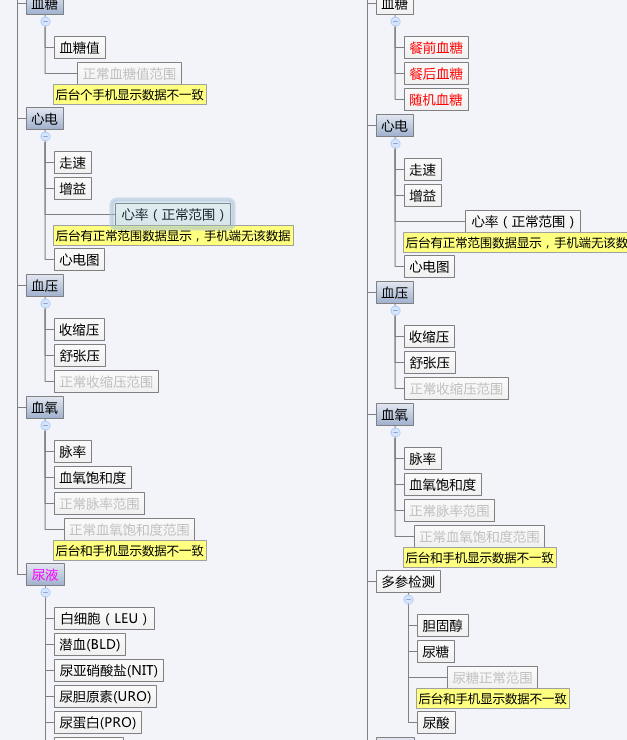 血糖
血糖值
正常血糖值范围
后台个手机显示数据不一致
心电
走速
增益
心率（正常范围）
后台有正常范围数据显示，手机端无该数据
心电图
血压
收缩压
舒张压
正常收缩压范围
血氧
脉率
血氧饱和度
正常脉率范围
正常血氧饱和度范围
后台和手机显示数据不一致
尿液
白细胞（LEU）
潜血(BLD)
尿亚硝酸盐(NIT)
尿胆原素(URO)
尿蛋白(PRO)
血糖
餐前血糖
餐后血糖
随机血糖
心电
走速
增益
心率（正常范围）
后台有正常范围数据显示，手机端无该数
心电图
血压
收缩压
舒张压
正常收缩压范围
血氧
脉率
血氧饱和度
正常脉率范围
正常血氧饱和度范围
后台和手机显示数据不一致
多参检测
胆固醇
尿糖
尿糖正常范围
后台和手机显示数据不一致
尿酸